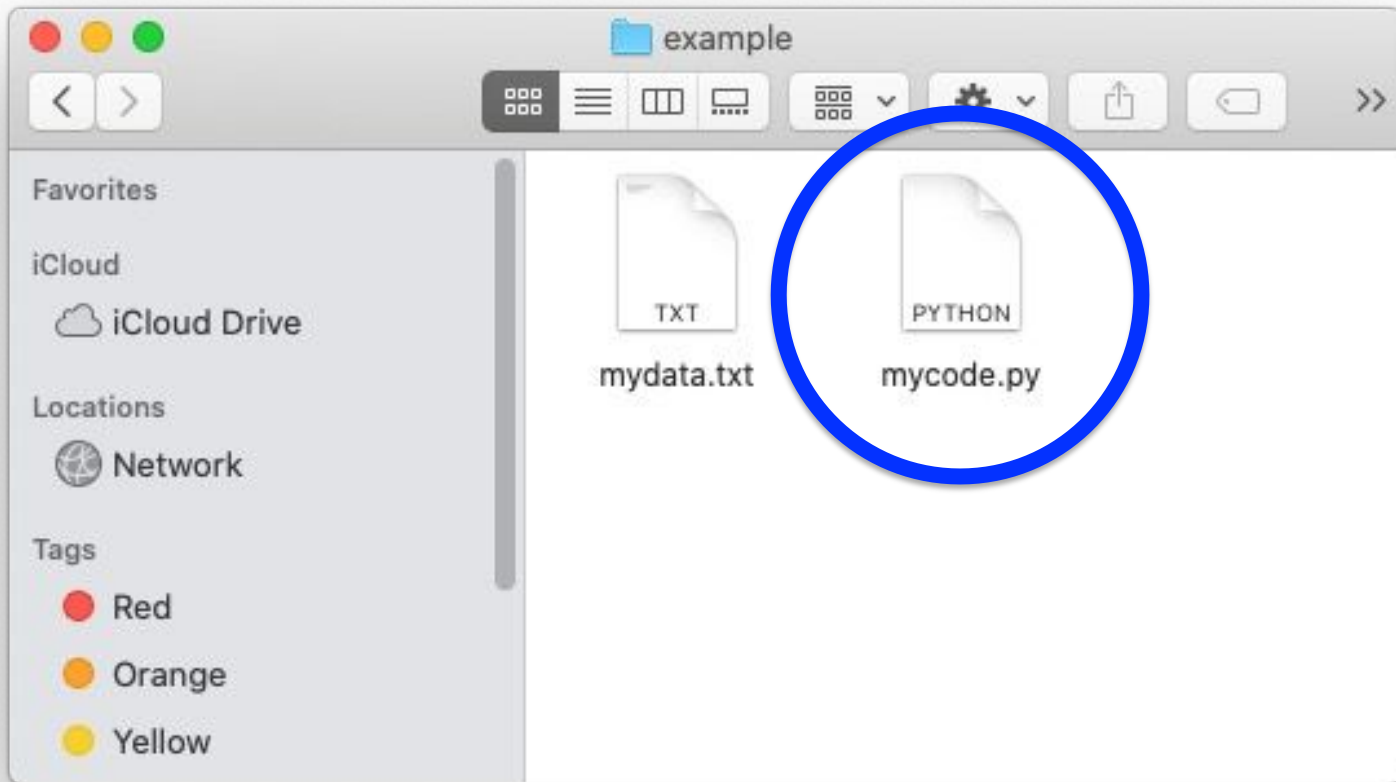 example
Favorites
iCloud
iCloud Drive
Locations
Network
Tags
Red
Orange
Yellow
TXT
PYTHON
mydata.txt
mycode.py